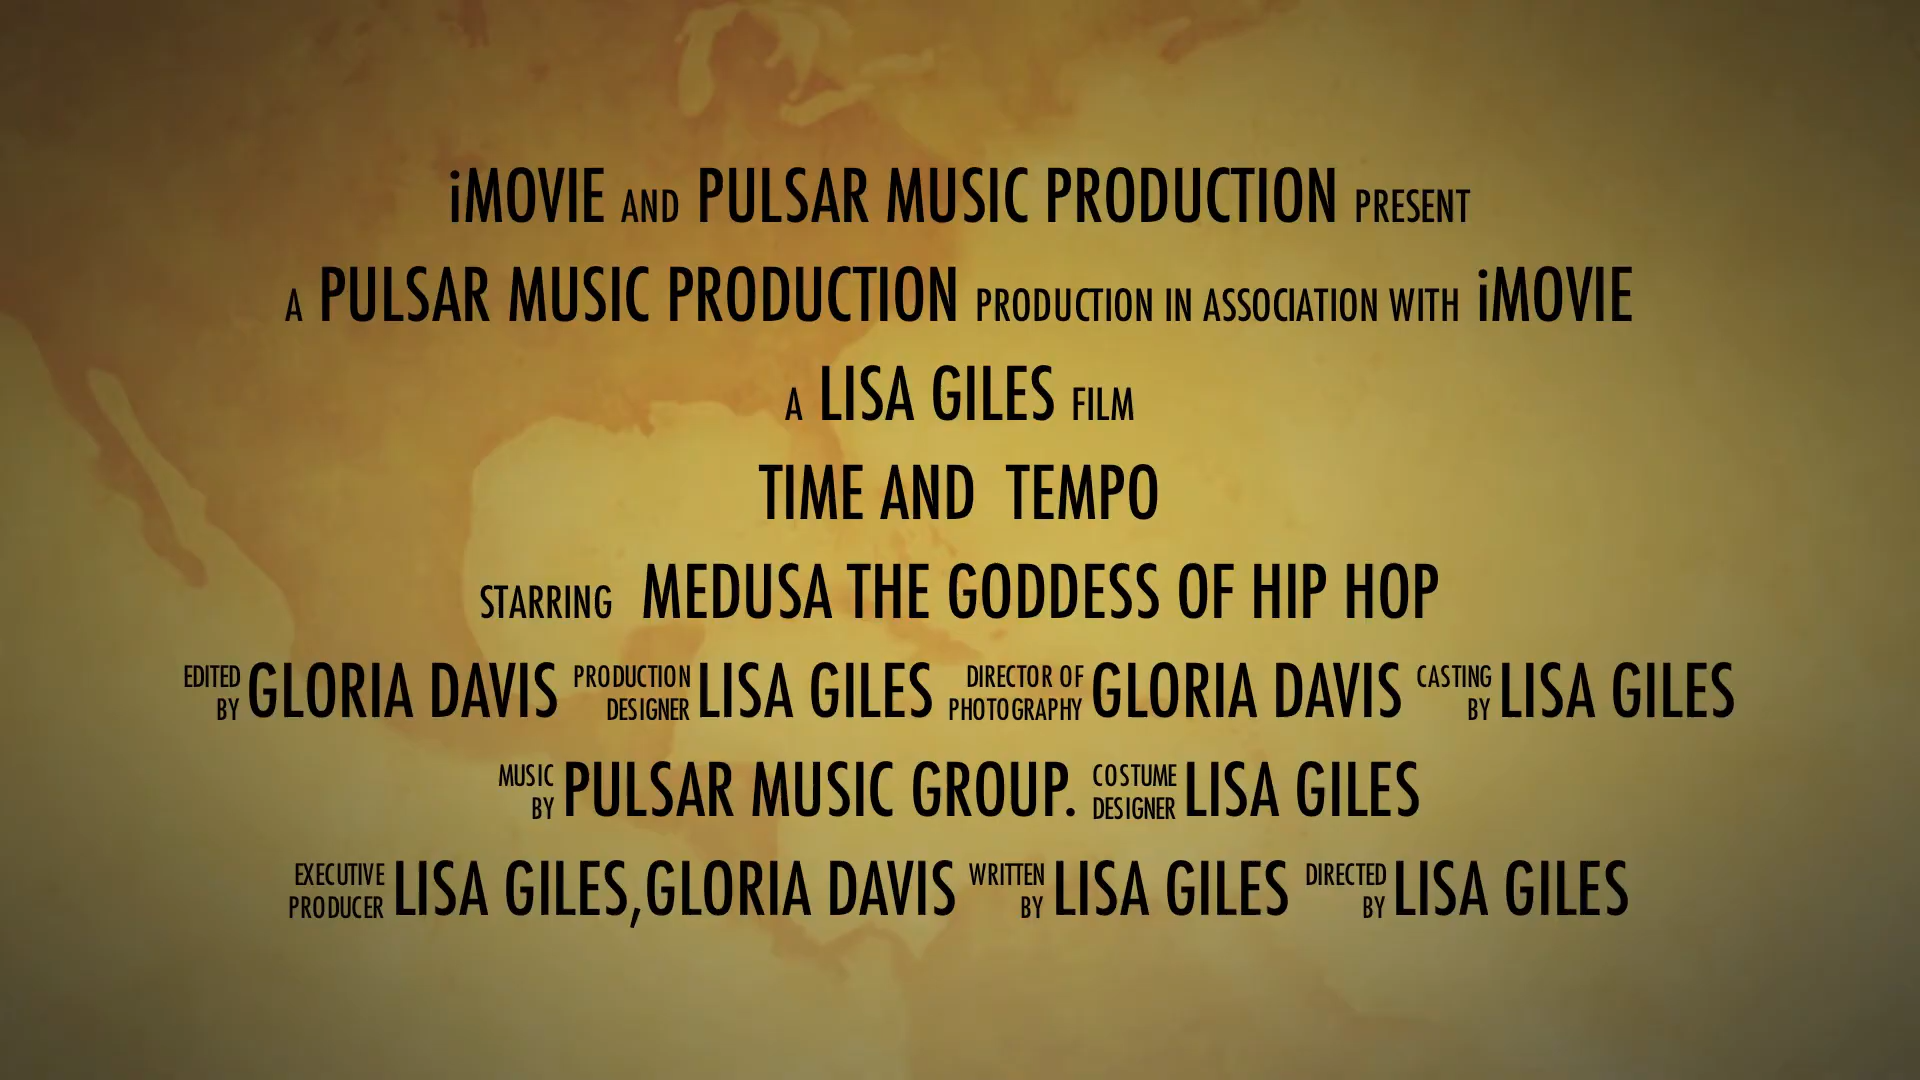 iMOVIE AND PULSAR MUSIC PRODUCTION PRESENT
A PULSAR MUSIC PRODUCTION PRODUCTION IN ASSOCIATION WITH iMOVIE
A LISA GILES FILM
TIME AND TEMPO
STARRING MEDUSA THE GODDESS OF HIP HOP
EDITED BY GLORIA DAVIS PRODUCTION DESIGNER LISA GILES DIRECTOR OF PHOTOGRAPHY GLORIA DAVIS CASTING BY LISA GILES
MUSIC BY PULSAR MUSIC GROUP. COSTUME DESIGNER LISA GILES
EXECUTIVE PRODUCER LISA GILES,GLORIA DAVIS WRITTEN BY LISA GILES DIRECTED BY LISA GILES